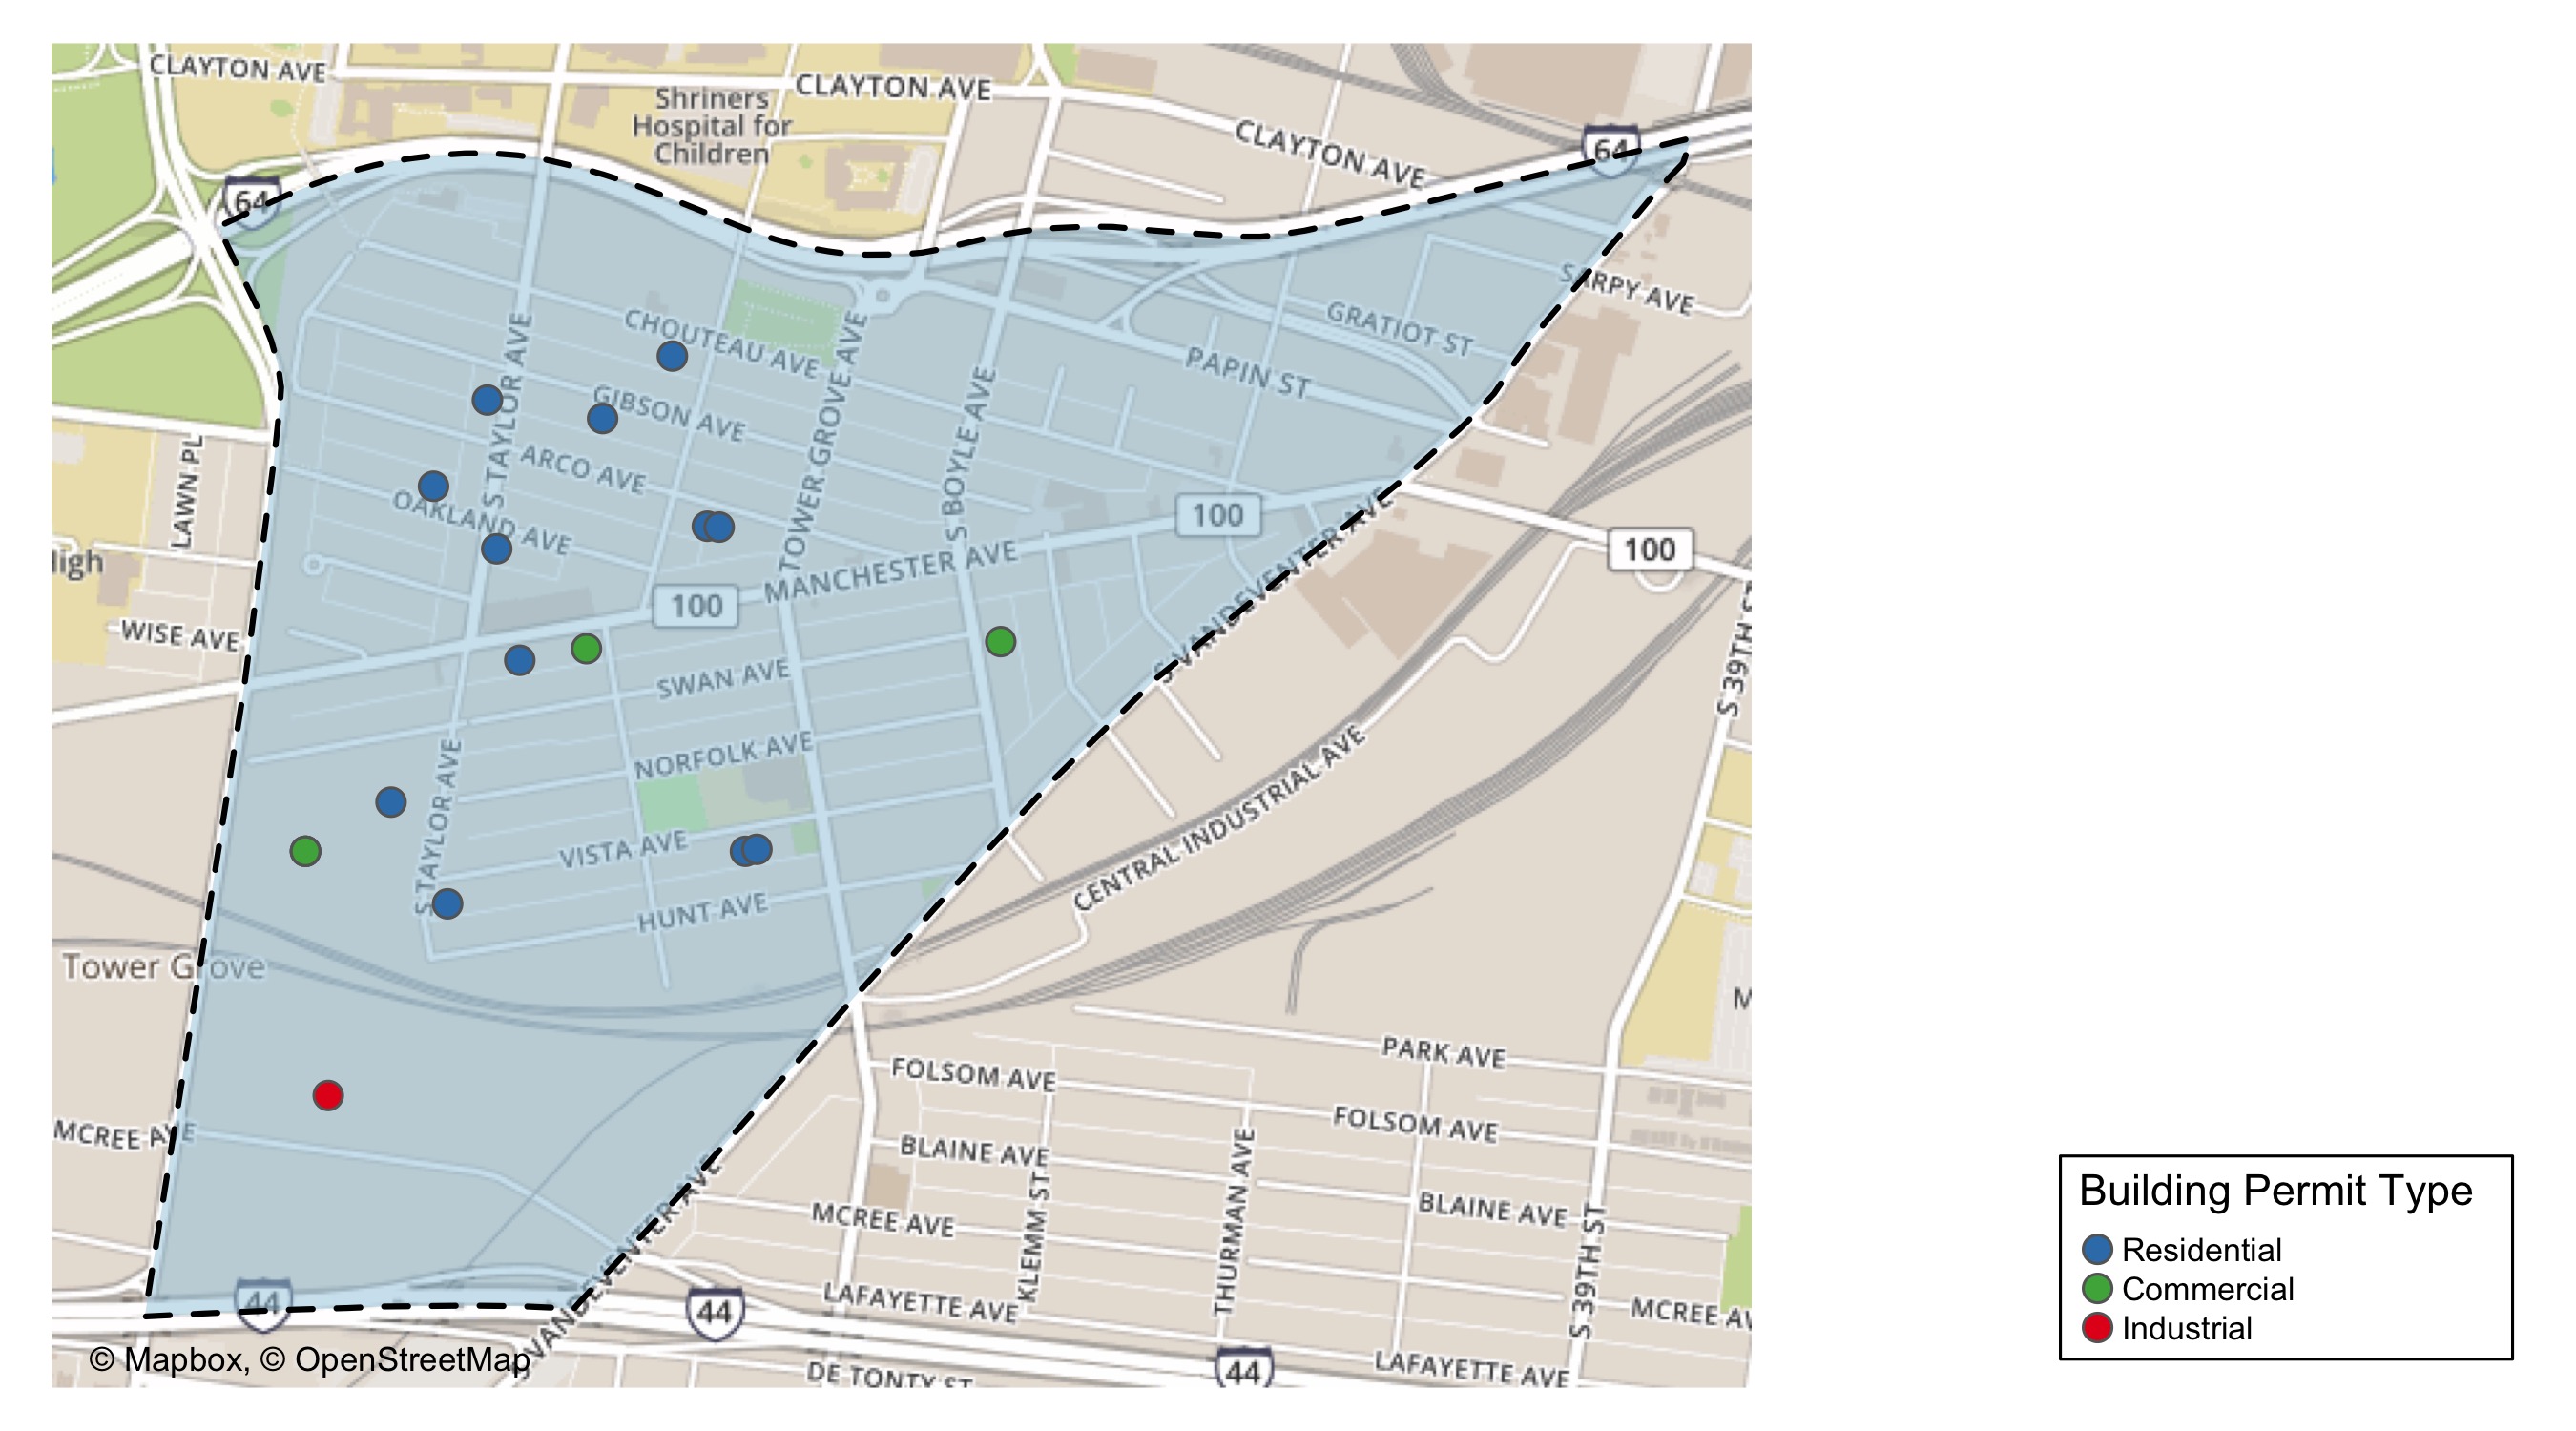 CLAYTON AVE
CLAYTON AVE
Shriners
Hospital for
Children
CLAYTON AVE
64
64
SARPY AVE
GRATIOT ST
CHOUTEAU AVE
PAPIN ST
GIBSON AVE
S TAYLOR AVE
TOWER GROVE AVE
S BOYLE AVE
ARCO AVE
LAWN PL
OAKLAND AVE
100
100
MANCHESTER AVE
100
S VANDEVENTER AVE
WISE AVE
SWAN AVE
S 39TH ST
NORFOLK AVE
S TAYLOR AVE
CENTRAL INDUSTRIAL AVE
VISTA AVE
HUNT AVE
Tower Grove
PARK AVE
FOLSOM AVE
FOLSOM AVE
MCREE AVE
BLAINE AVE
KLEMM ST
THURMAN AVE
BLAINE AVE
MCREE AVE
S 39TH ST
S VANDEVENTER AVE
44
44
LAFAYETTE AVE
MCREE AV
44
LAFAYETTE AVE
DE TONTY ST
© Mapbox, © OpenStreetMap
Building Permit Type
Residential
Commercial
Industrial